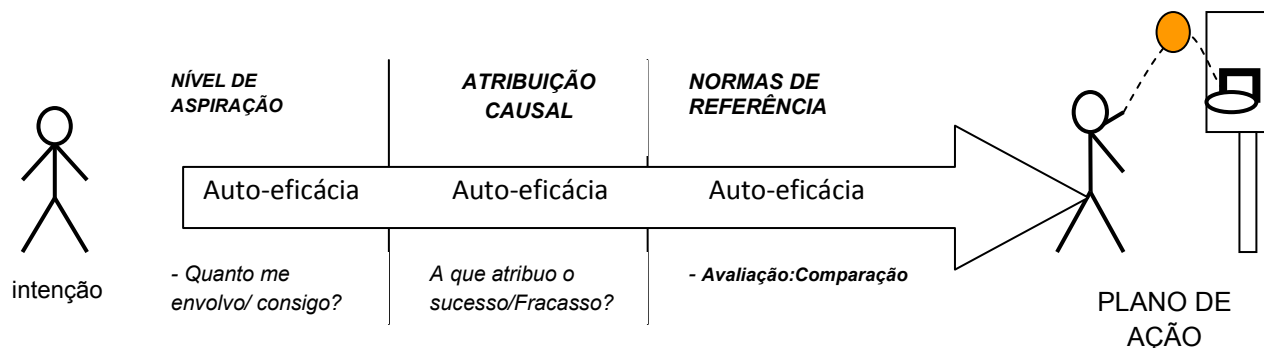 NÍVEL DE
ASPIRAÇÃO
ATRIBUIÇÃO
CAUSAL
NORMAS DE
REFERÊNCIA
Auto-eficácia
Auto-eficácia
Auto-eficácia
intenção
- Quanto me
envolvo/ consigo?
A que atribuo o
sucesso/Fracasso?
- Avaliação:Comparação
PLANO DE
AÇÃO